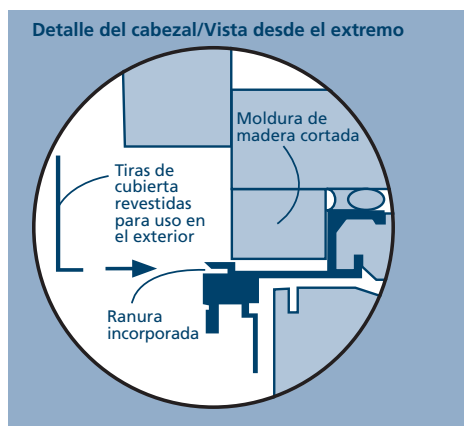 Detalle del cabezal/Vista desde el extremo
Moldura de
madera cortada
Tiras de
cubierta
revestidas
para uso en
el exterior
Ranura
incorporada